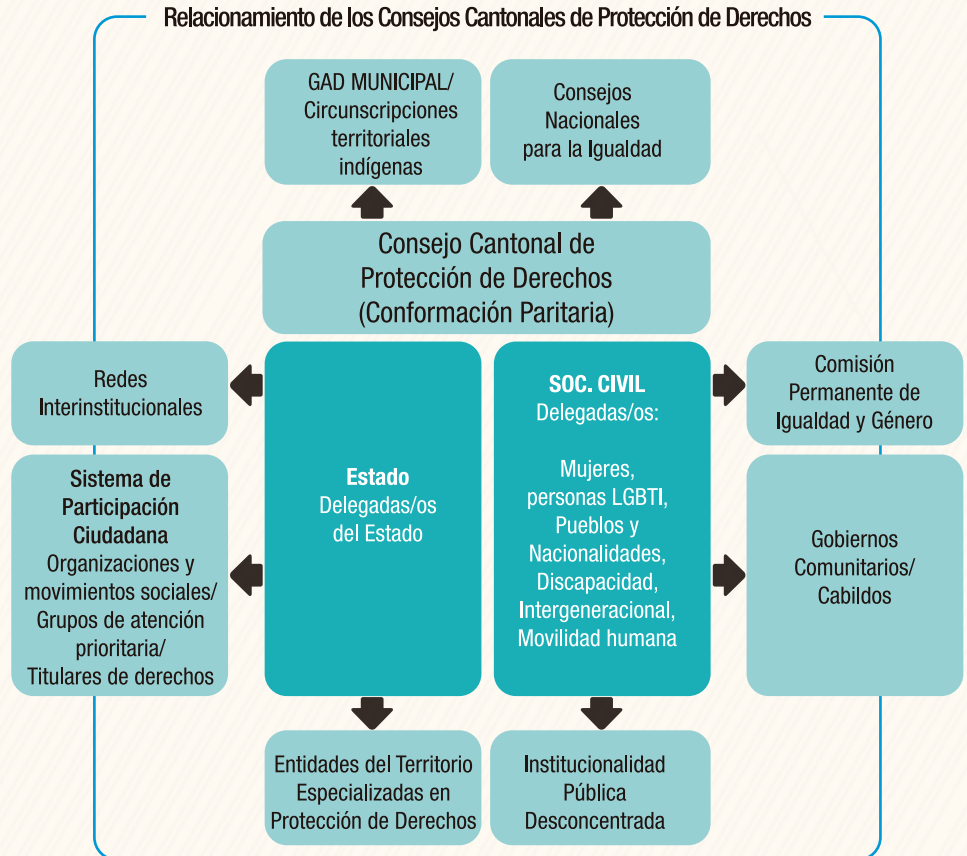 Relacionamiento de los Consejos Cantonales de Protección de Derechos
GAD MUNICIPAL/
Circunscripciones
territoriales
indígenas
Consejos
Nacionales
para la Igualdad
Consejo Cantonal de
Protección de Derechos
(Conformación Paritaria)
Redes
Interinstitucionales
Sistema de
Participación
Ciudadana
Organizaciones y
movimientos sociales/
Grupos de atención
prioritaria/
Titulares de derechos
Estado
Delegadas/os
del Estado
SOC. CIVIL
Delegadas/os:
Mujeres,
personas LGBTI,
Pueblos y
Nacionalidades,
Discapacidad,
Intergeneracional,
Movilidad humana
Comisión
Permanente de
Igualdad y Género
Gobiernos
Comunitarios/
Cabildos
Entidades del Territorio
Especializadas en
Protección de Derechos
Institucionalidad
Pública
Desconcentrada